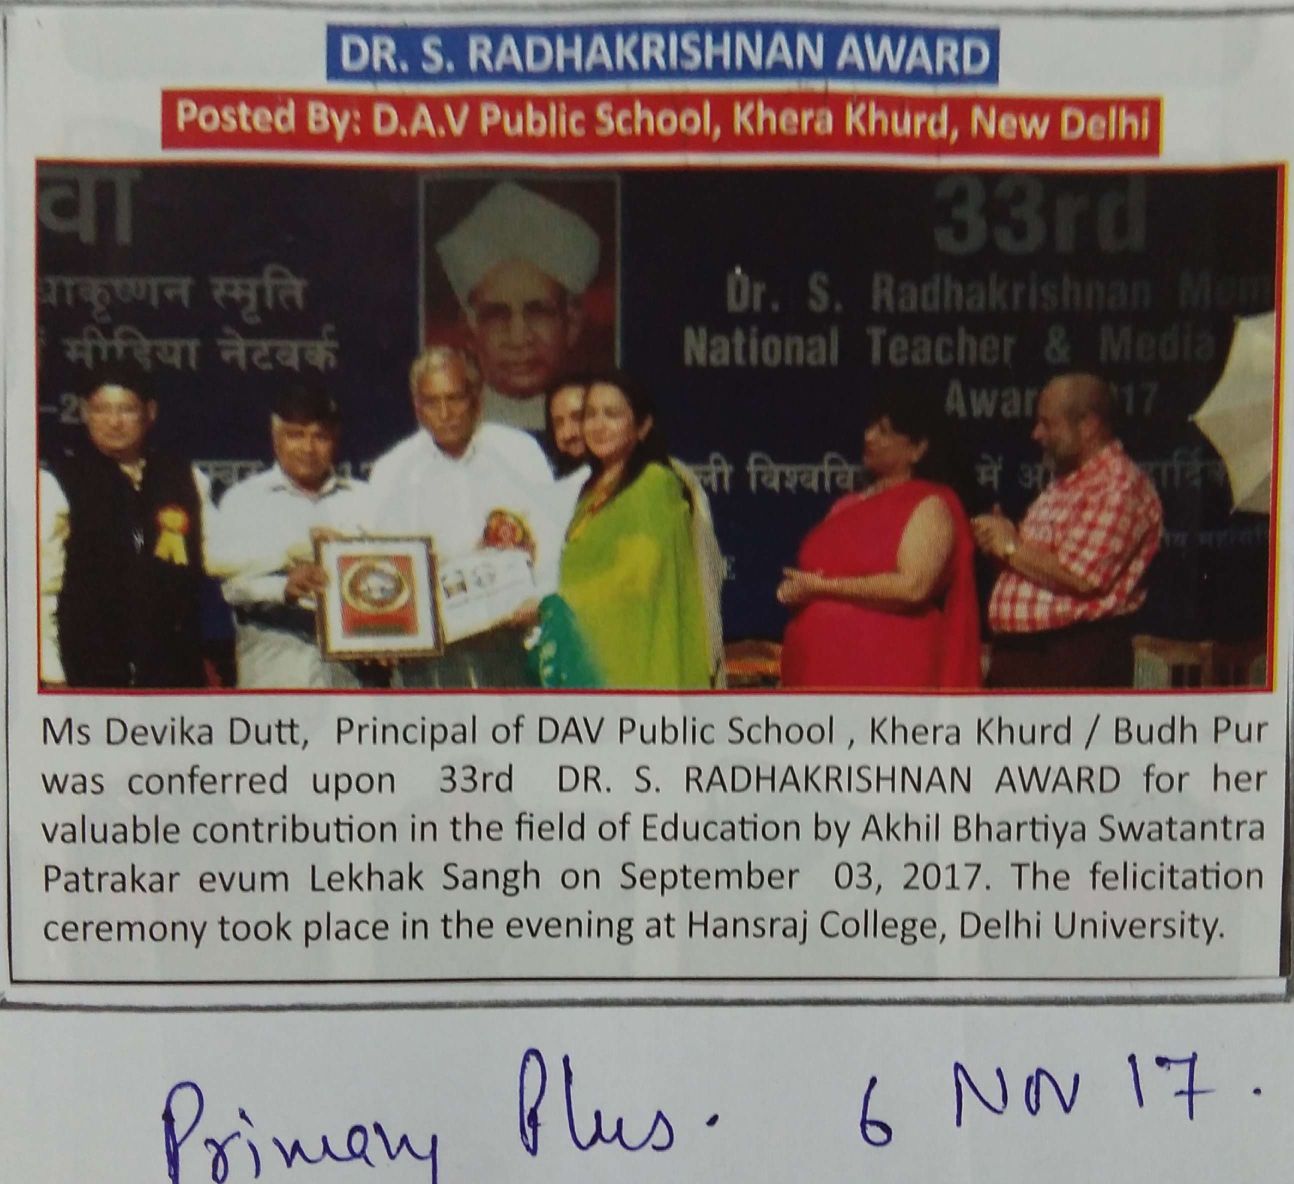 DR. S. RADHAKRISHNAN AWARD
Posted By: D.A.V Public School, Khera Khurd, New Delhi
वा
स्मृति
मीडिया नेटवर्क
33rd
Dr. S. Radhakrishnan Mem
National Teacher & Media
Awar 17
ली विश्ववि में
Ms Devika Dutt, Principal of DAV Public School , Khera Khurd / Budh Pur
was conferred upon 33rd DR. S. RADHAKRISHNAN AWARD for her
valuable contribution in the field of Education by Akhil Bhartiya Swatantra
Patrakar evum Lekhak Sangh on September 03, 2017. The felicitation
ceremony took place in the evening at Hansraj College, Delhi University.
Primary Plus. 6 NOV 17.